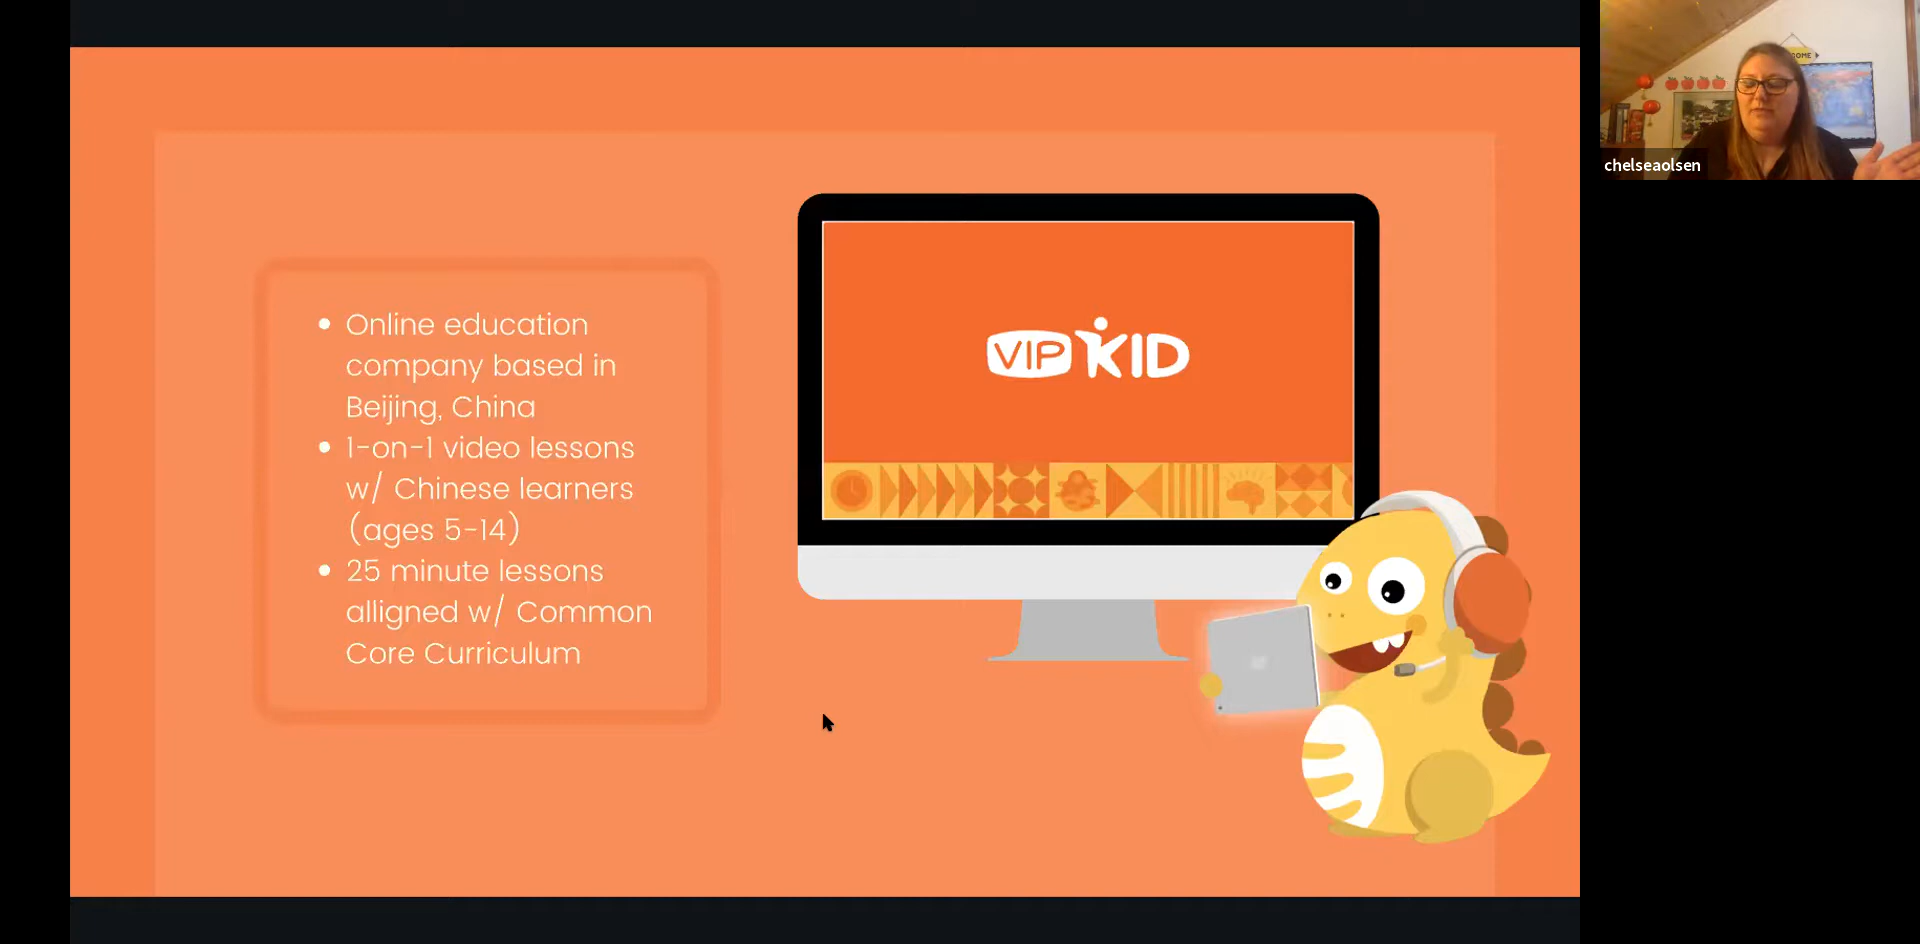 • Online education
company based in
Beijing, China
• 1-on-1 video lessons
w/ Chinese learners
(ages 5-14)
• 25 minute lessons
alligned w/ Common
Core Curriculum
VIPKID
OME
chelseaolsen